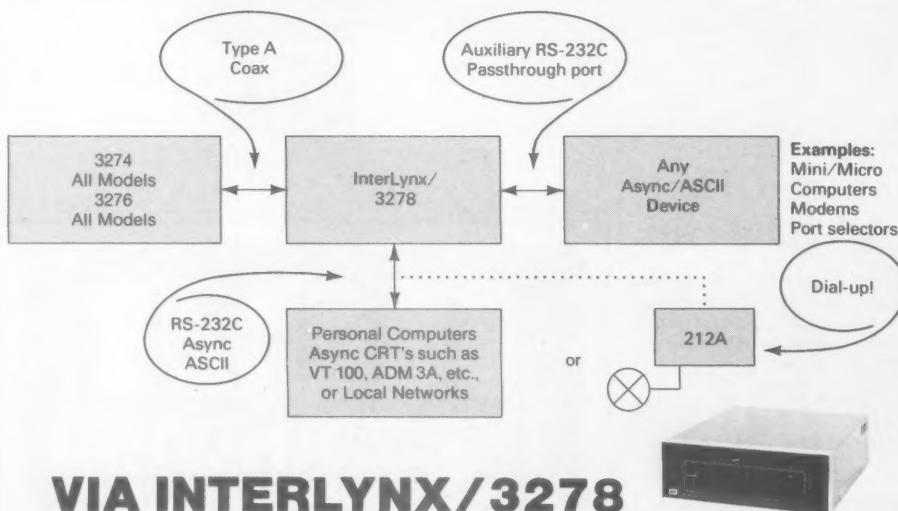 Type A
Coax
Auxiliary RS-232C
Passthrough port
3274
All Models
3276
All Models
InterLynx/
3278
Any
Async/ASCII
Device
Examples:
Mini/Micro
Computers
Modems
Port selectors
RS-232C
Async
ASCII
Personal Computers
Async CRT's such as
VT 100, ADM 3A, etc.,
or Local Networks
or
212A
Dial-up!
VIA INTERLYNX/3278